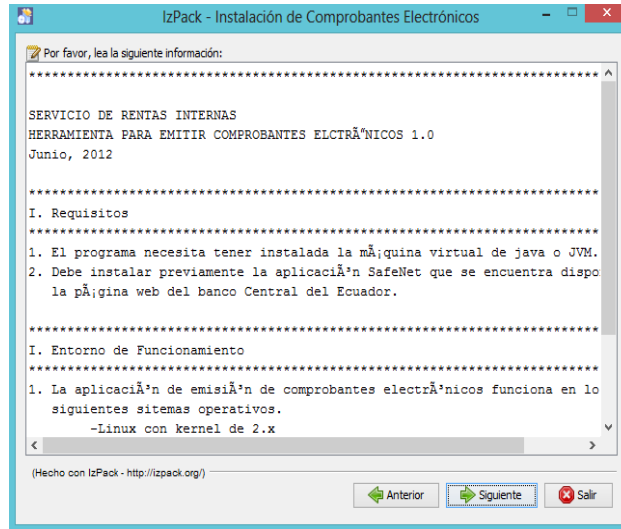 IzPack - Instalación de Comprobantes Electrónicos
Por favor, lea la siguiente información:
**************************************************************************
SERVICIO DE RENTAS INTERNAS
HERRAMIENTA PARA EMITIR COMPROBANTES ELCTRÃ“NICOS 1.0
Junio, 2012
**************************************************************************
I. Requisitos
**************************************************************************
1. El programa necesita tener instalada la mÃ¡quina virtual de java o JVM.
2. Debe instalar previamente la aplicaciÃ³n SafeNet que se encuentra dispo
la pÃ¡gina web del banco Central del Ecuador.
**************************************************************************
I. Entorno de Funcionamiento
**************************************************************************
1. La aplicaciÃ³n de emisiÃ³n de comprobantes electrÃ³nicos funciona en lo
siguientes sitemas operativos.
-Linux con kernel de 2.x
(Hecho con IzPack - http://izpack.org/)
Anterior
Siguiente
Salir